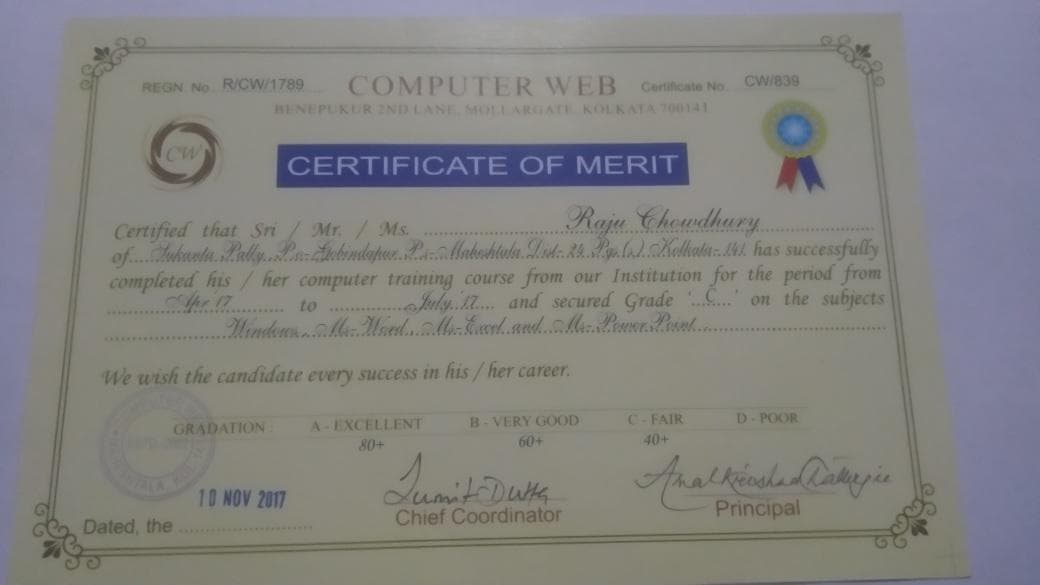 REGN. No. R/CW/1789 COMPUTER WEB Certificate No. CW/839
BENEPUKUR 2ND LANE, MOLLARGATE, KOLKATA 700141
CW
CERTIFICATE OF MERIT
Certified that Sri / Mr. / Ms. Raju Chowdhury
of Sukanta Pally, Po-Gobindapur Ps-Maheshtala Dist- 24 Pgs (s) Kolkata- 141 has successfully
completed his / her computer training course from our Institution for the period from
Apr 17 to July 17 and secured Grade ' C ' on the subjects
Windows, Ms-Word, Ms-Excel and Ms-Power Point.
We wish the candidate every success in his / her career.
GRADATION : A - EXCELLENT B - VERY GOOD C - FAIR D - POOR
80+ 60+ 40+
10 NOV 2017
Sumit Dutta
Chief Coordinator Principal
Dated, the